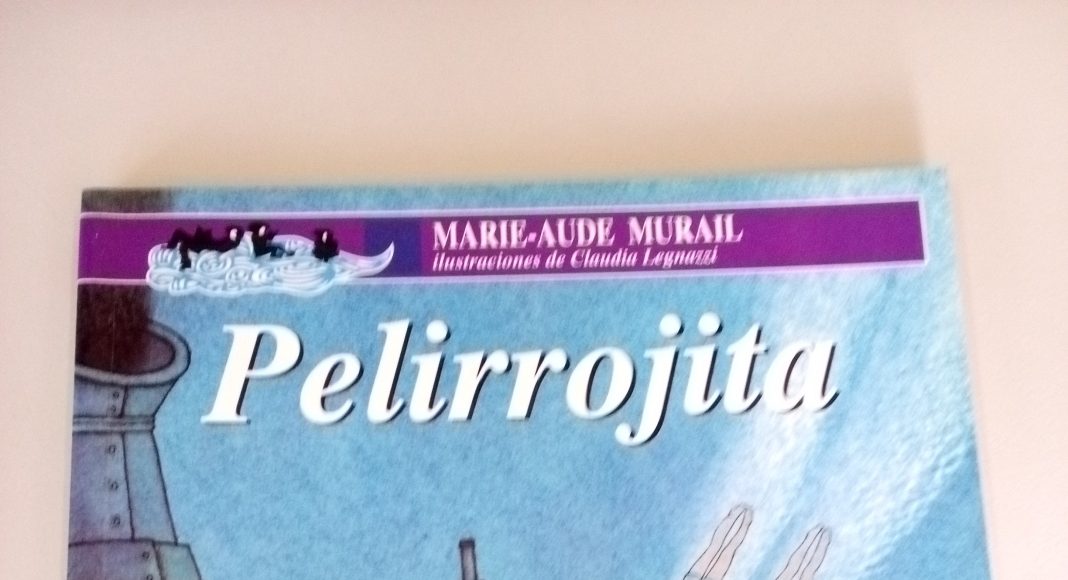 MARIE-AUDE MURAIL
ilustraciones de Claudia Legnazzi
Pelirrojita